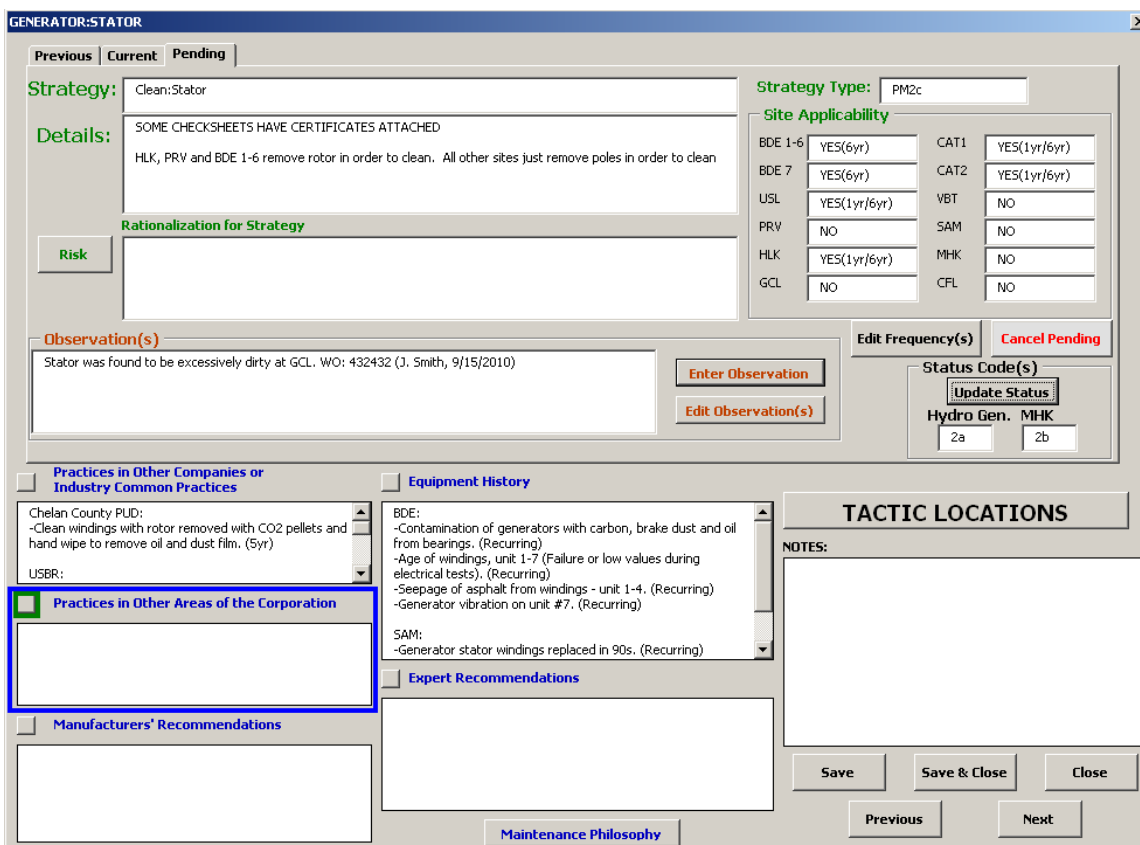 GENERATOR:STATOR
Previous
Current
Pending
Strategy:
Clean:Stator
Details:
SOME CHECKSHEETS HAVE CERTIFICATES ATTACHED
HLK, PRV and BDE 1-6 remove rotor in order to clean. All other sites just remove poles in order to clean
Rationalization for Strategy
Risk
Strategy Type:
PM2c
Site Applicability
BDE 1-6 YES(6yr) CAT1 YES(1yr/6yr)
BDE 7 YES(6yr) CAT2 YES(1yr/6yr)
USL YES(1yr/6yr) VBT NO
PRV NO SAM NO
HLK YES(1yr/6yr) MHK NO
GCL NO CFL NO
Observation(s)
Stator was found to be excessively dirty at GCL. WO: 432432 (J. Smith, 9/15/2010)
Enter Observation
Edit Observation(s)
Edit Frequency(s)
Cancel Pending
Status Code(s)
Update Status
Hydro Gen. MHK
2a 2b
Practices in Other Companies or
Industry Common Practices
Chelan County PUD:
-Clean windings with rotor removed with CO2 pellets and
hand wipe to remove oil and dust film. (5yr)
USBR:
Practices in Other Areas of the Corporation
Manufacturers' Recommendations
Equipment History
BDE:
-Contamination of generators with carbon, brake dust and oil
from bearings. (Recurring)
-Age of windings, unit 1-7 (Failure or low values during
electrical tests). (Recurring)
-Seepage of asphalt from windings - unit 1-4. (Recurring)
-Generator vibration on unit #7. (Recurring)
SAM:
-Generator stator windings replaced in 90s. (Recurring)
Expert Recommendations
Maintenance Philosophy
TACTIC LOCATIONS
NOTES:
Save
Save & Close
Close
Previous
Next